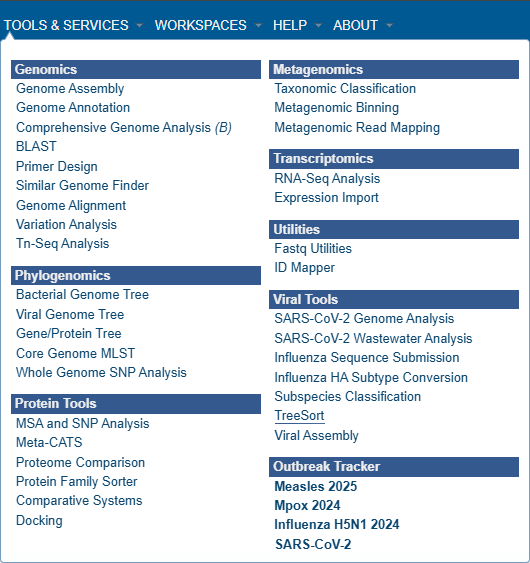 TOOLS & SERVICES WORKSPACES HELP ABOUT
Genomics
Genome Assembly
Genome Annotation
Comprehensive Genome Analysis (B)
BLAST
Primer Design
Similar Genome Finder
Genome Alignment
Variation Analysis
Tn-Seq Analysis
Phylogenomics
Bacterial Genome Tree
Viral Genome Tree
Gene/Protein Tree
Core Genome MLST
Whole Genome SNP Analysis
Protein Tools
MSA and SNP Analysis
Meta-CATS
Proteome Comparison
Protein Family Sorter
Comparative Systems
Docking
Metagenomics
Taxonomic Classification
Metagenomic Binning
Metagenomic Read Mapping
Transcriptomics
RNA-Seq Analysis
Expression Import
Utilities
Fastq Utilities
ID Mapper
Viral Tools
SARS-CoV-2 Genome Analysis
SARS-CoV-2 Wastewater Analysis
Influenza Sequence Submission
Influenza HA Subtype Conversion
Subspecies Classification
TreeSort
Viral Assembly
Outbreak Tracker
Measles 2025
Mpox 2024
Influenza H5N1 2024
SARS-CoV-2